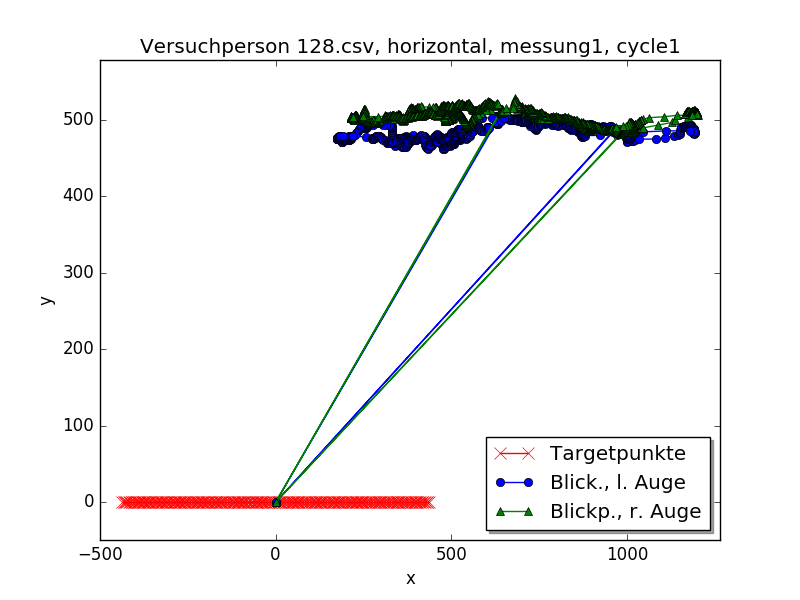 Versuchperson 128.csv, horizontal, messung1, cycle1
500
400
300
200
100
0
y
−500
0
500
1000
x
Targetpunkte
Blick., l. Auge
Blickp., r. Auge